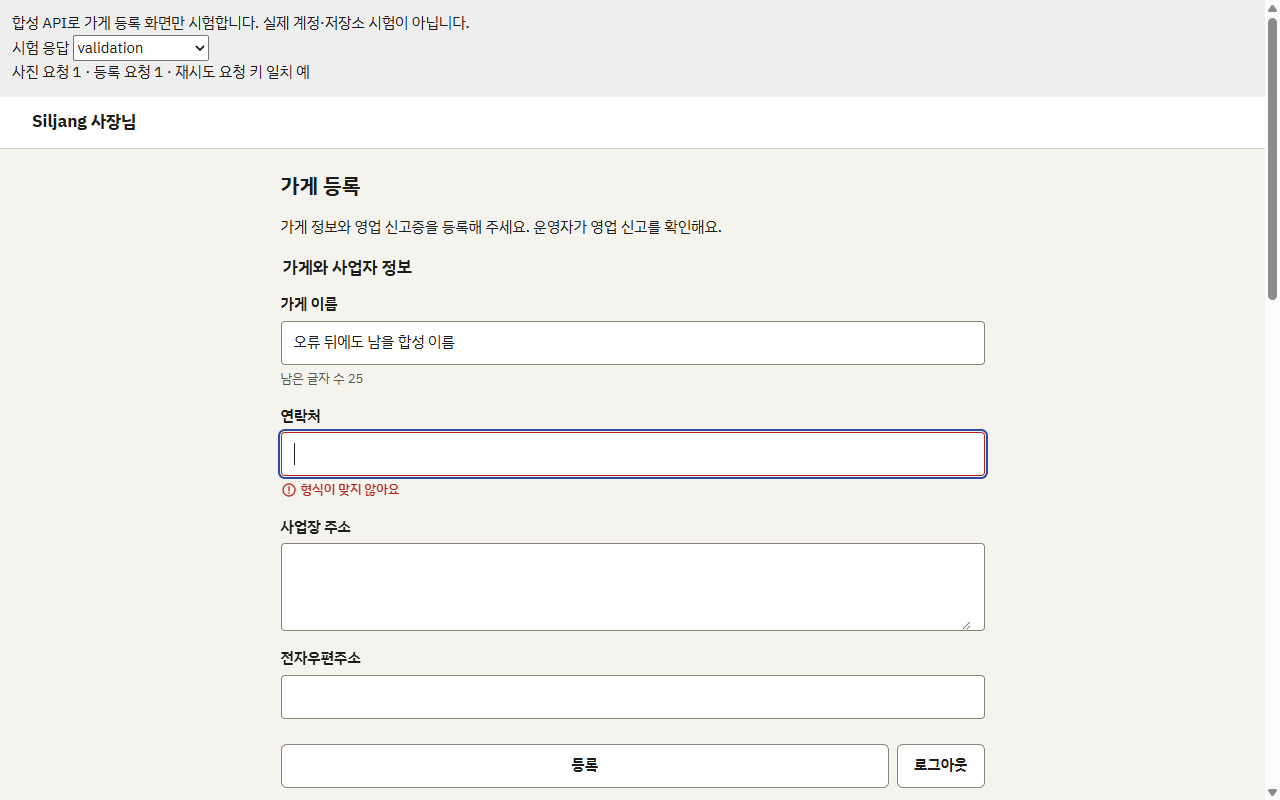 합성 API로 가게 등록 화면만 시험합니다. 실제 계정·저장소 시험이 아닙니다.
시험 응답 validation
사진 요청 1 · 등록 요청 1 · 재시도 요청 키 일치 예
Siljang 사장님
가게 등록
가게 정보와 영업 신고증을 등록해 주세요. 운영자가 영업 신고를 확인해요.
가게와 사업자 정보
가게 이름
오류 뒤에도 남을 합성 이름
남은 글자 수 25
연락처
형식이 맞지 않아요
사업장 주소
전자우편주소
등록 로그아웃